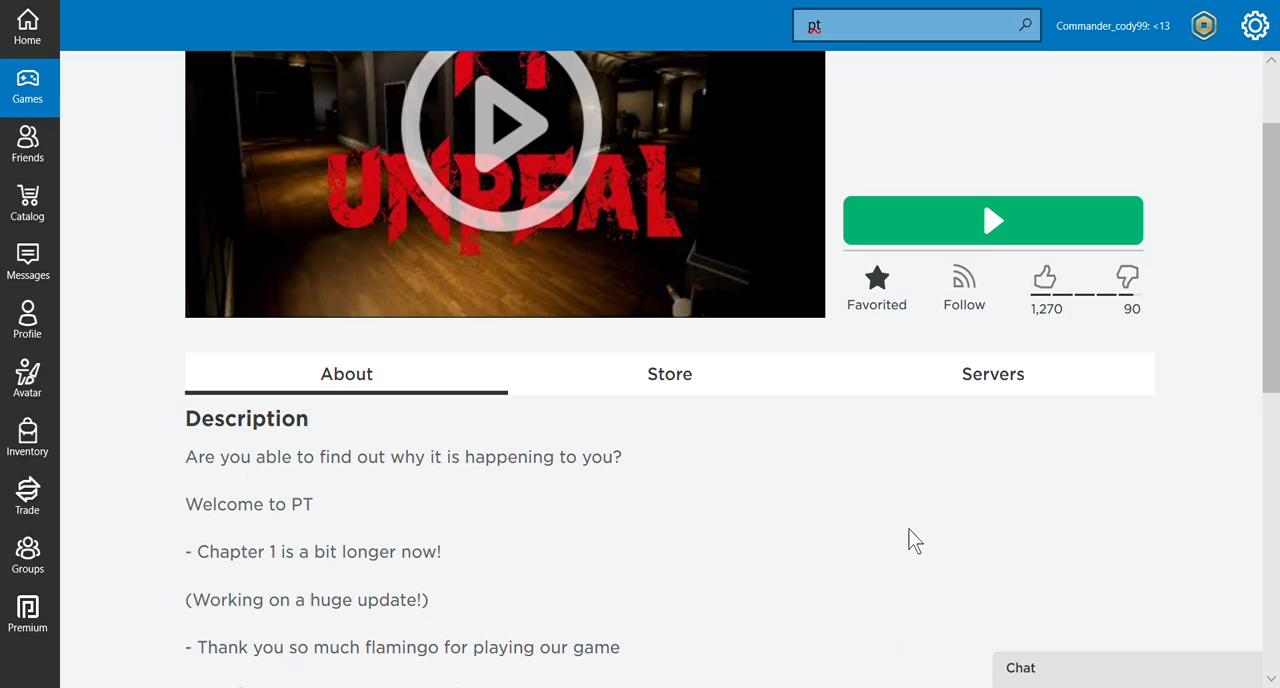 Home
pt
Commander_cody99: <13
Games
Friends
Catalog
Messages
Profile
Avatar
Inventory
Trade
Groups
Premium
UNREAL
Favorited
Follow
1,270
90
About
Store
Servers
Description
Are you able to find out why it is happening to you?
Welcome to PT
- Chapter 1 is a bit longer now!
(Working on a huge update!)
- Thank you so much flamingo for playing our game
Chat